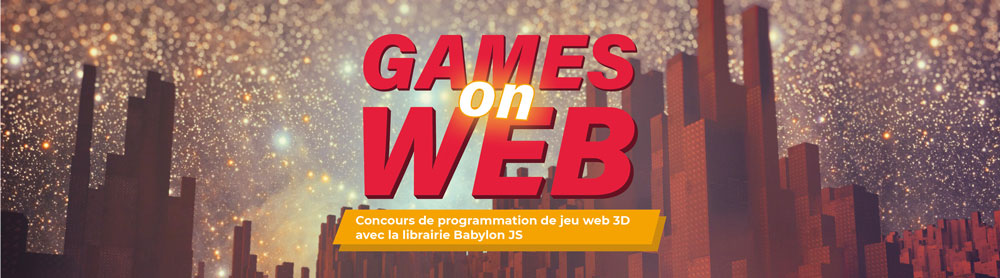 GAMES
on
WEB
Concours de programmation de jeu web 3D
avec la librairie Babylon JS